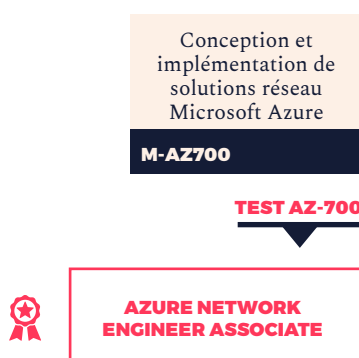 Conception et
implémentation de
solutions réseau
Microsoft Azure
M-AZ700
TEST AZ-700
AZURE NETWORK
ENGINEER ASSOCIATE